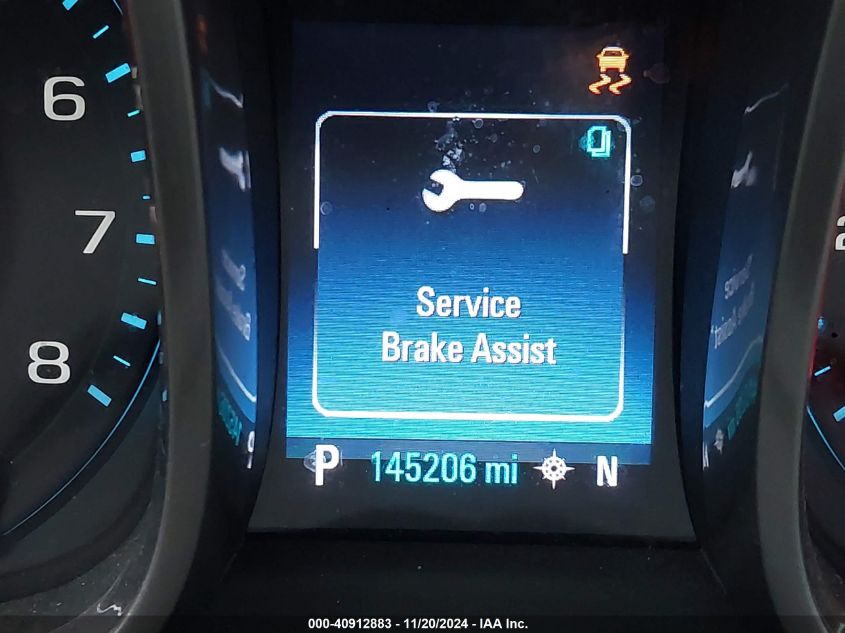 6
7
8
Service
Brake Assist
P 145206 mi N
000-40912883 - 11/20/2024 - IAA Inc.